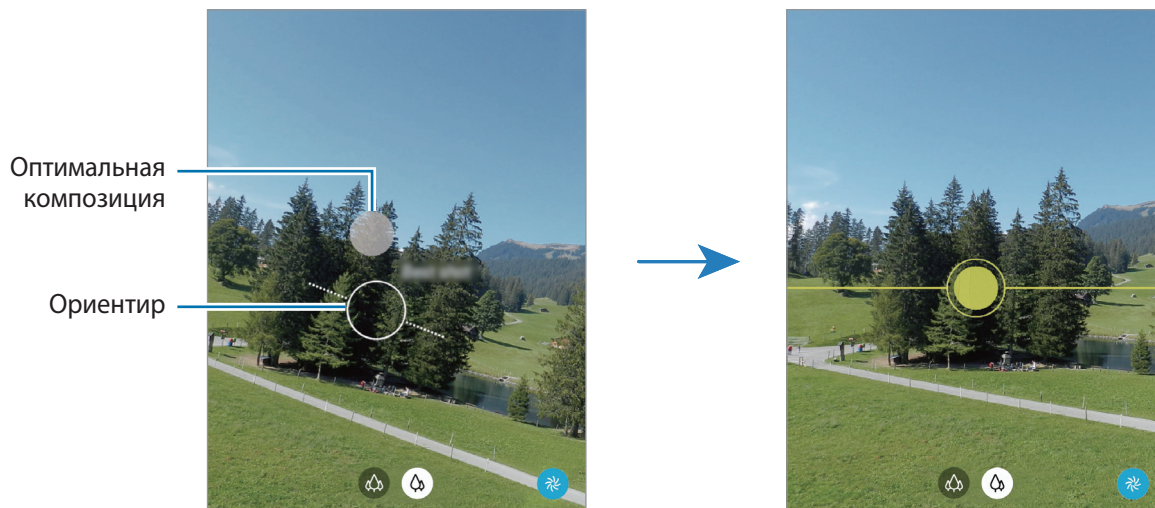 Оптимальная
композиция
Ориентир